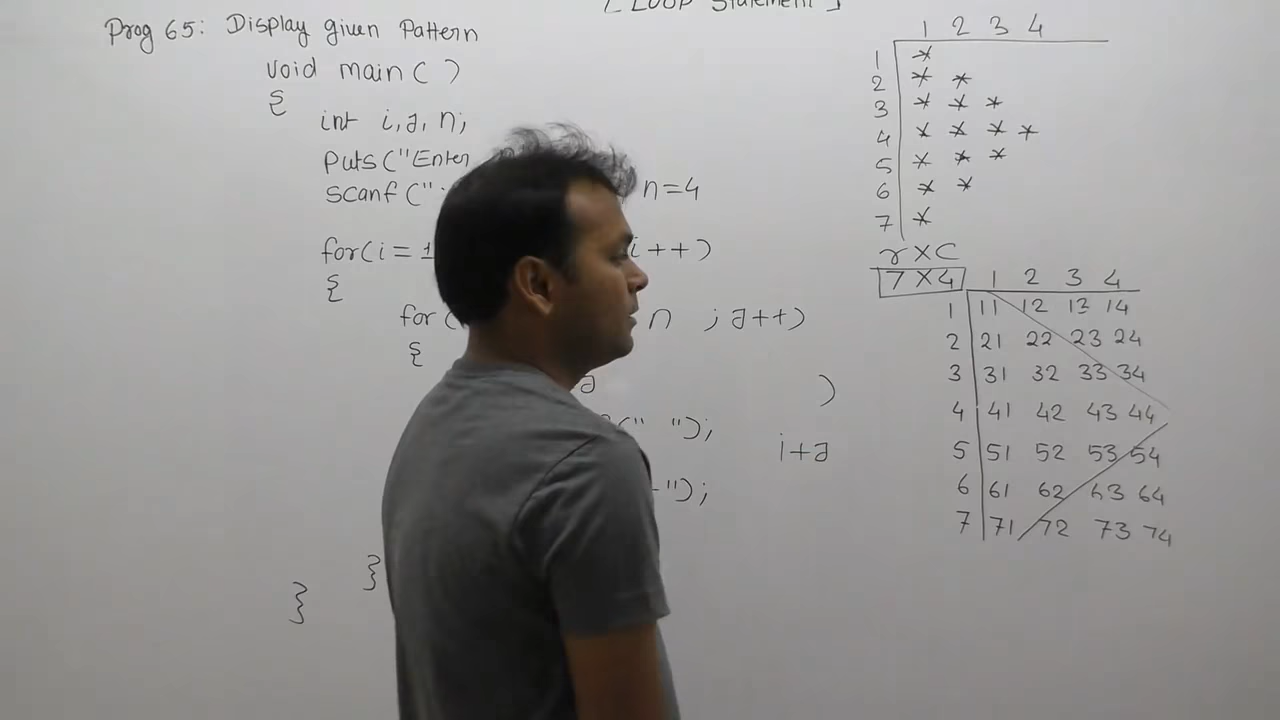 [ LOOP Statement ]
Prog 65: Display given Pattern
void main( )
{
int i,j, n;
Puts("Enter
scanf("
n=4
for(i= 1
i++)
{
for (
n ; j++)
{
j
)
(" ");
i+j
");
}
}
1 2 3 4
1 *
2 * *
3 * * *
4 * * * *
5 * * *
6 * *
7 *
r X C
7 X 4
1 2 3 4
1 11 12 13 14
2 21 22 23 24
3 31 32 33 34
4 41 42 43 44
5 51 52 53 54
6 61 62 63 64
7 71 72 73 74